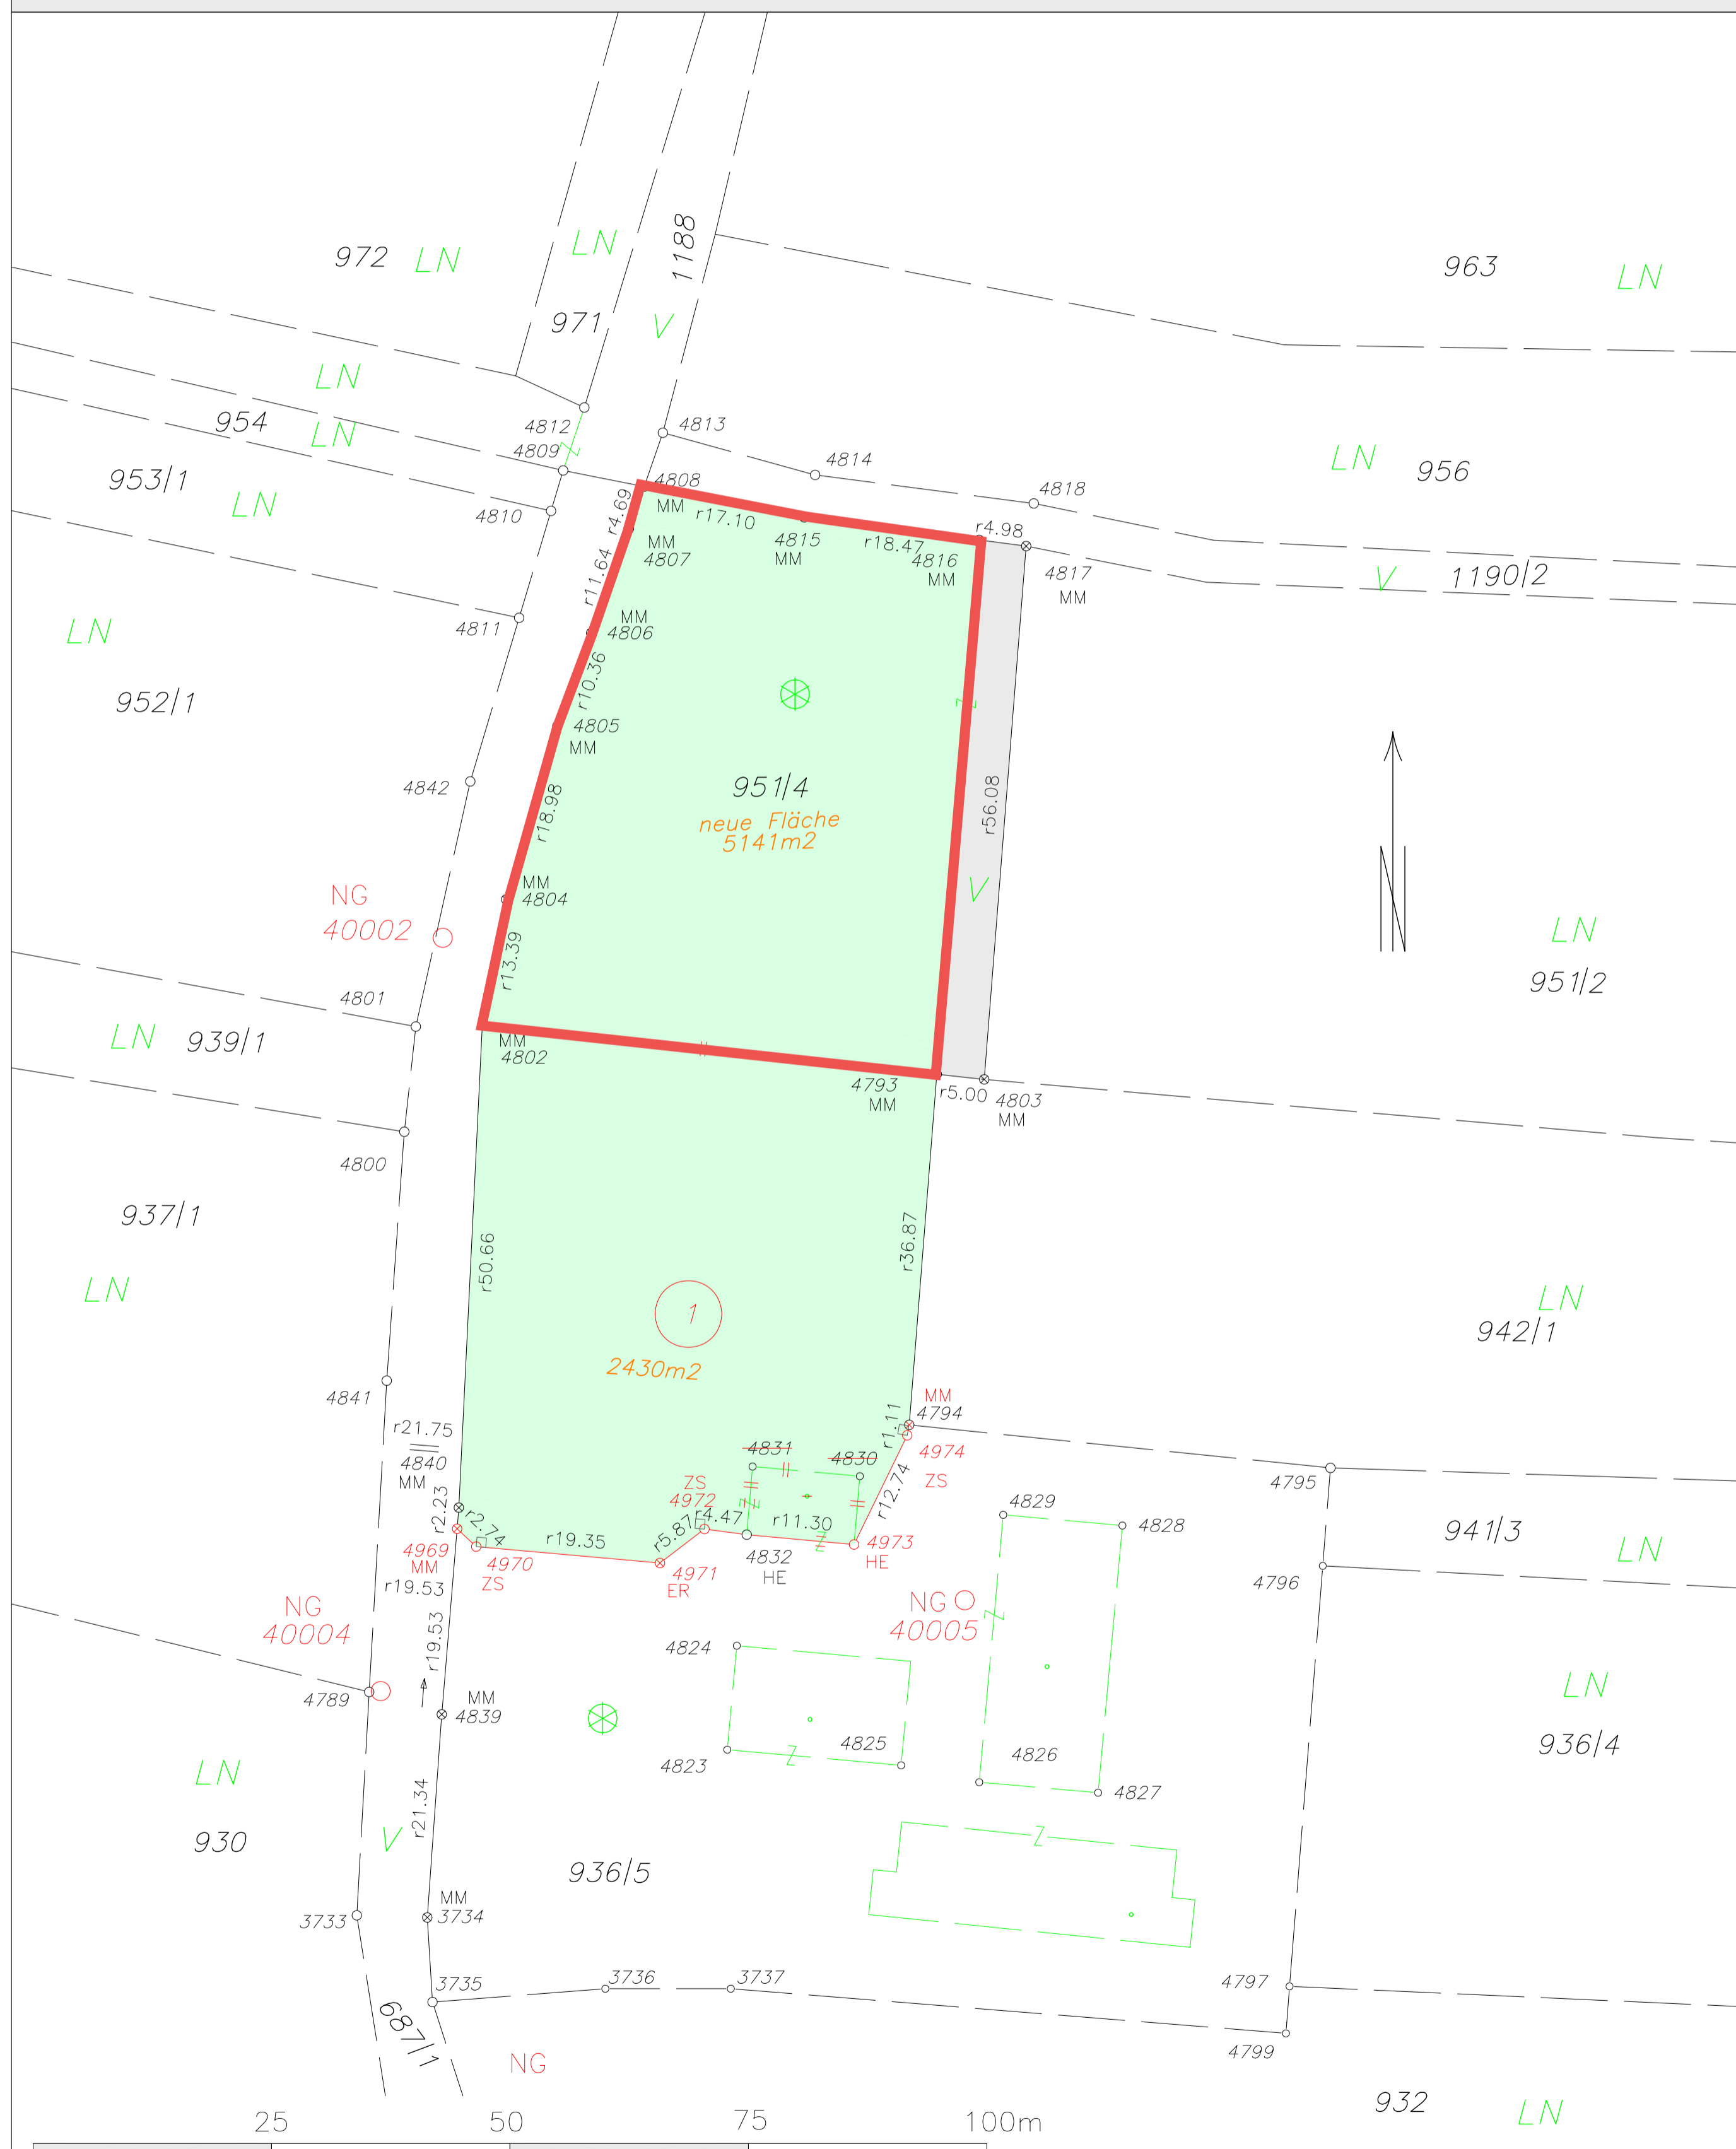 1188
972 LN
LN
963
LN
971
V
LN
954
LN
4812
4809
4813
953/1
LN
4808
MM
4814
LN 956
4818
4810
r4.69
r17.10
r4.98
MM
4807
4815
MM
r18.47
4816
MM
4817
MM
V
1190/2
r11.64
LN
4811
MM
4806
952/1
r10.36
4805
MM
Z
4842
951/4
neue Fläche
5141m2
r18.98
r56.08
NG
40002
MM
4804
V
LN
951/2
r13.39
N
4801
LN 939/1
MM
4802
4793
MM
r5.00
4803
MM
4800
937/1
r50.66
r36.87
LN
1
LN
942/1
2430m2
4841
MM
4794
r1.11
r21.75
4840
MM
4831
4830
4974
ZS
4795
r2.23
r2.74
ZS
4972
r4.47
r12.74
4829
4828
941/3
LN
4969
MM
r19.35
r5.87
r11.30
Z
4973
HE
4970
ZS
4971
ER
4832
HE
4796
r19.53
NG
40004
NG
40005
Z
r19.53
4824
4789
MM
4839
LN
936/4
4825
4823
Z
4826
4827
LN
r21.34
930
V
Z
936/5
MM
3734
3733
3735
3736
3737
4797
687/1
4799
NG
932
LN
25 50 75 100m